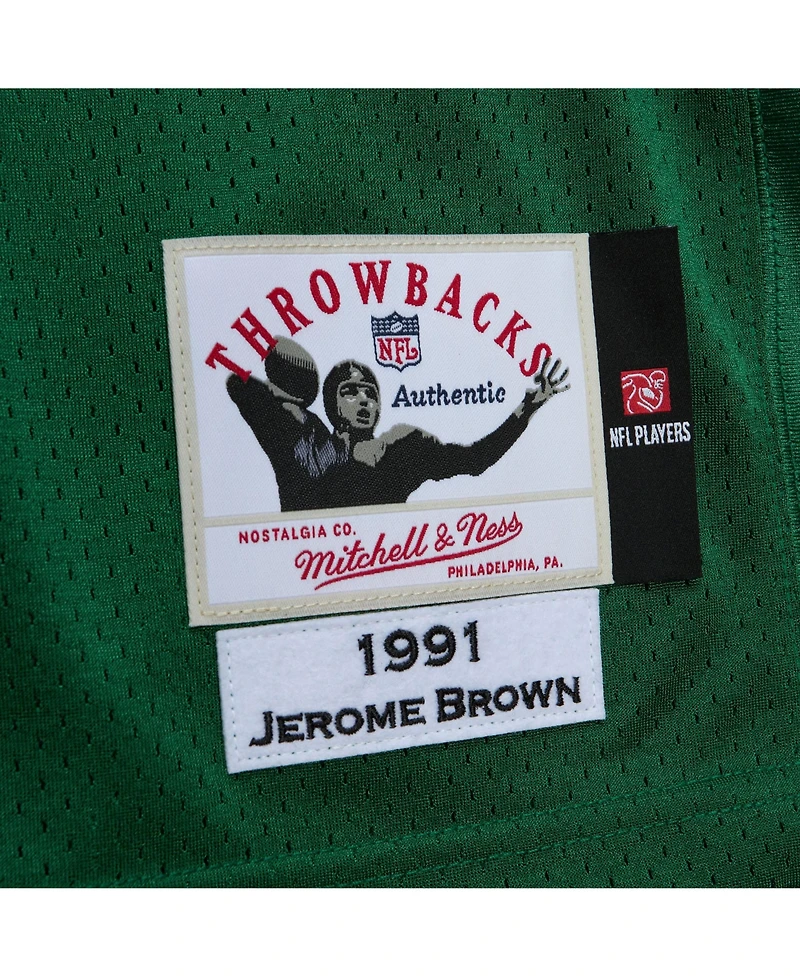 THROWBACKS
NFL
Authentic
NFL PLAYERS
NOSTALGIA CO.
Mitchell & Ness
PHILADELPHIA, PA.
1991
JEROME BROWN